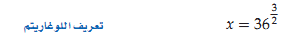 x = 36^{3/2} تعريف اللوغاريتم